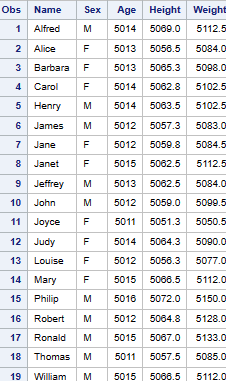 Obs Name Sex Age Height Weight
1 Alfred M 5014 5069.0 5112.5
2 Alice F 5013 5056.5 5084.0
3 Barbara F 5013 5065.3 5098.0
4 Carol F 5014 5062.8 5102.5
5 Henry M 5014 5063.5 5102.5
6 James M 5012 5057.3 5083.0
7 Jane F 5012 5059.8 5084.5
8 Janet F 5015 5062.5 5112.5
9 Jeffrey M 5013 5062.5 5084.0
10 John M 5012 5059.0 5099.5
11 Joyce F 5011 5051.3 5050.5
12 Judy F 5014 5064.3 5090.0
13 Louise F 5012 5056.3 5077.0
14 Mary F 5015 5066.5 5112.0
15 Philip M 5016 5072.0 5150.0
16 Robert M 5012 5064.8 5128.0
17 Ronald M 5015 5067.0 5133.0
18 Thomas M 5011 5057.5 5085.0
19 William M 5015 5066.5 5112.0